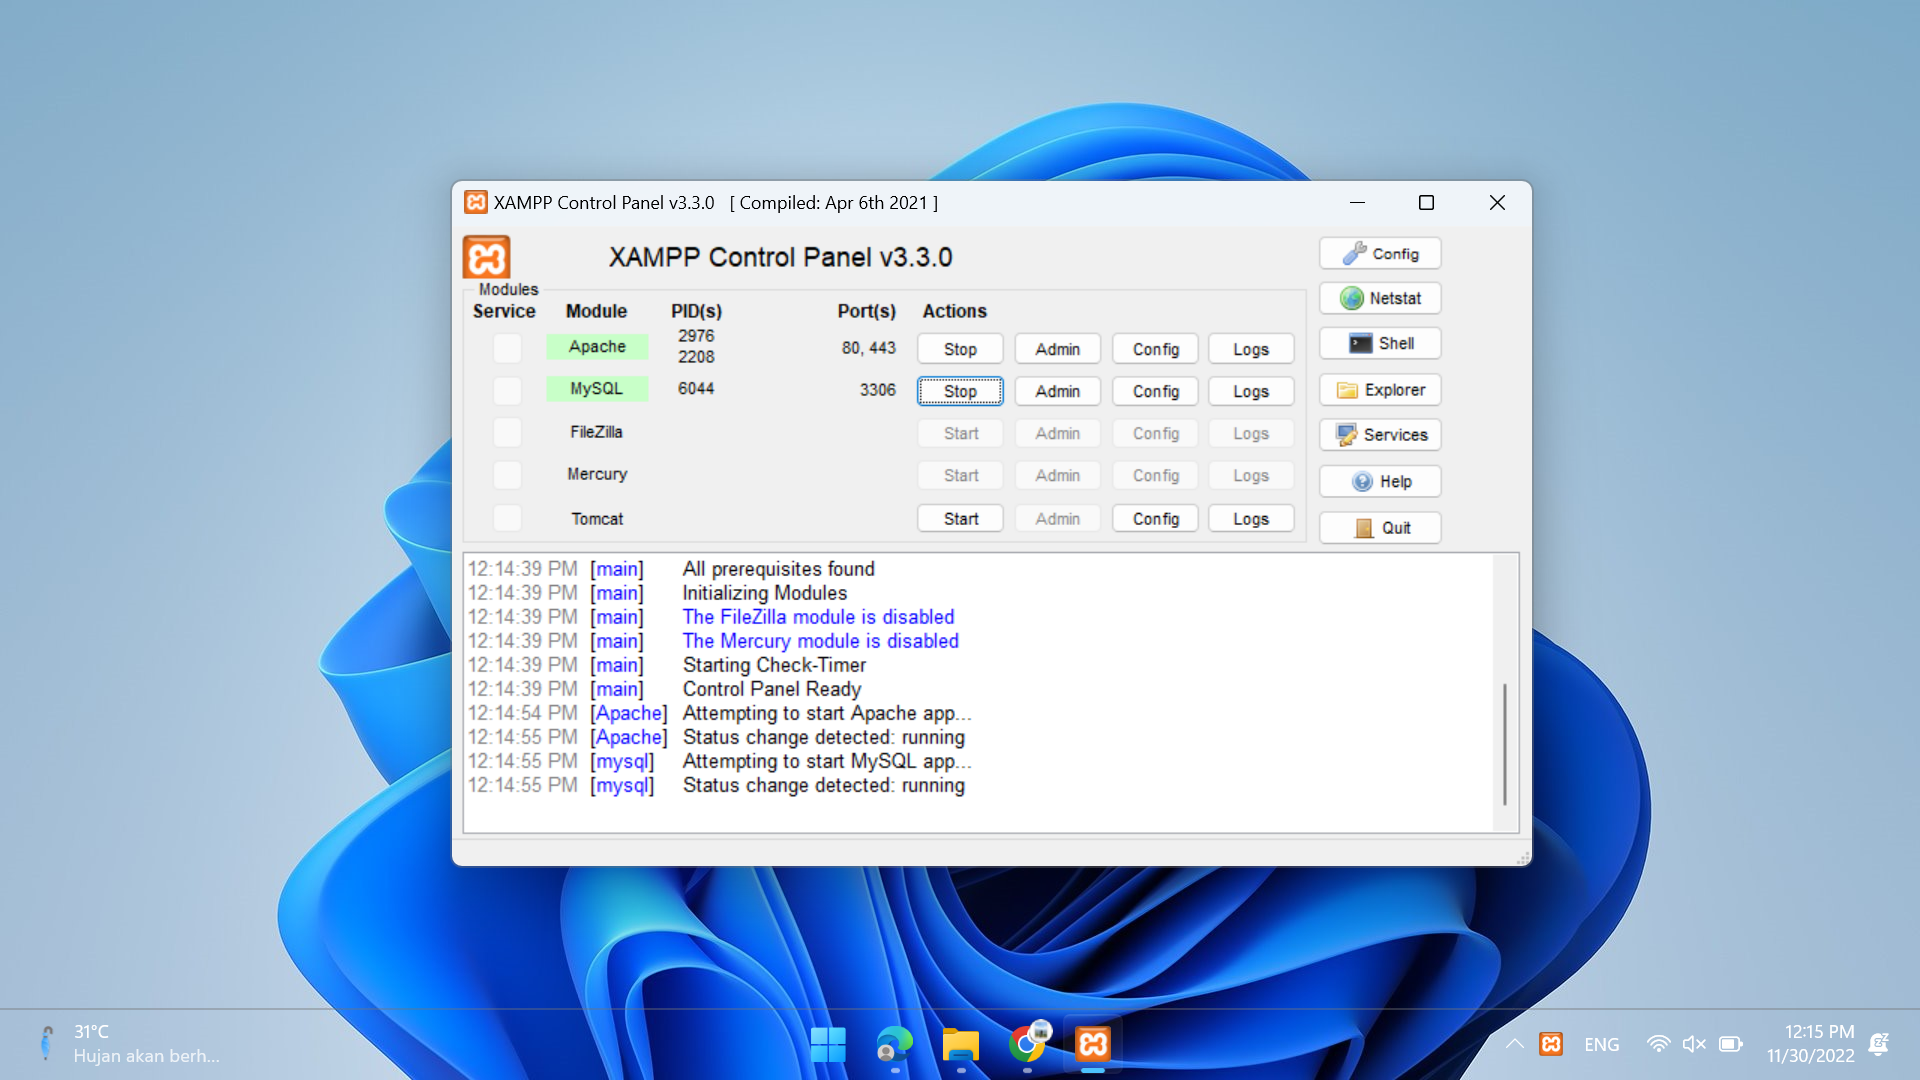 XAMPP Control Panel v3.3.0 [ Compiled: Apr 6th 2021 ]
XAMPP Control Panel v3.3.0
Config
Modules
Service Module PID(s) Port(s) Actions
Netstat
Apache 2976 2208 80, 443 Stop Admin Config Logs
Shell
MySQL 6044 3306 Stop Admin Config Logs
Explorer
FileZilla Start Admin Config Logs
Services
Mercury Start Admin Config Logs
Help
Tomcat Start Admin Config Logs
Quit
12:14:39 PM [main] All prerequisites found
12:14:39 PM [main] Initializing Modules
12:14:39 PM [main] The FileZilla module is disabled
12:14:39 PM [main] The Mercury module is disabled
12:14:39 PM [main] Starting Check-Timer
12:14:39 PM [main] Control Panel Ready
12:14:54 PM [Apache] Attempting to start Apache app...
12:14:55 PM [Apache] Status change detected: running
12:14:55 PM [mysql] Attempting to start MySQL app...
12:14:55 PM [mysql] Status change detected: running
31°C
Hujan akan berh...
ENG
12:15 PM
11/30/2022